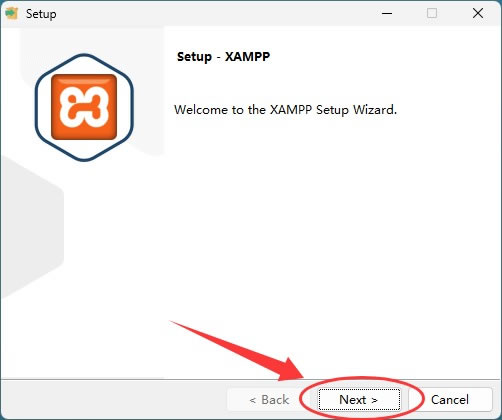 Setup
Setup - XAMPP
Welcome to the XAMPP Setup Wizard.
< Back
Next >
Cancel